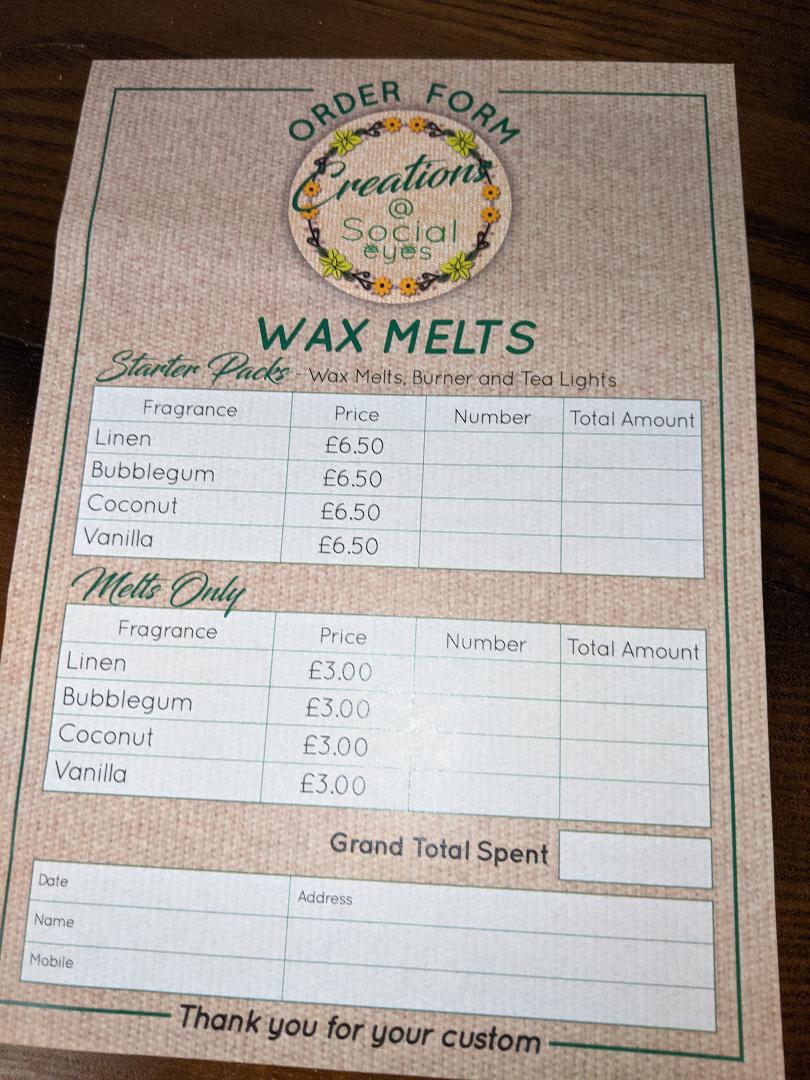 ORDER FORM
Creations
@
Social
eyes
WAX MELTS
Starter Packs - Wax Melts, Burner and Tea Lights
Fragrance Price Number Total Amount
Linen £6.50
Bubblegum £6.50
Coconut £6.50
Vanilla £6.50
Melts Only
Fragrance Price Number Total Amount
Linen £3.00
Bubblegum £3.00
Coconut £3.00
Vanilla £3.00
Grand Total Spent
Date Address
Name
Mobile
Thank you for your custom